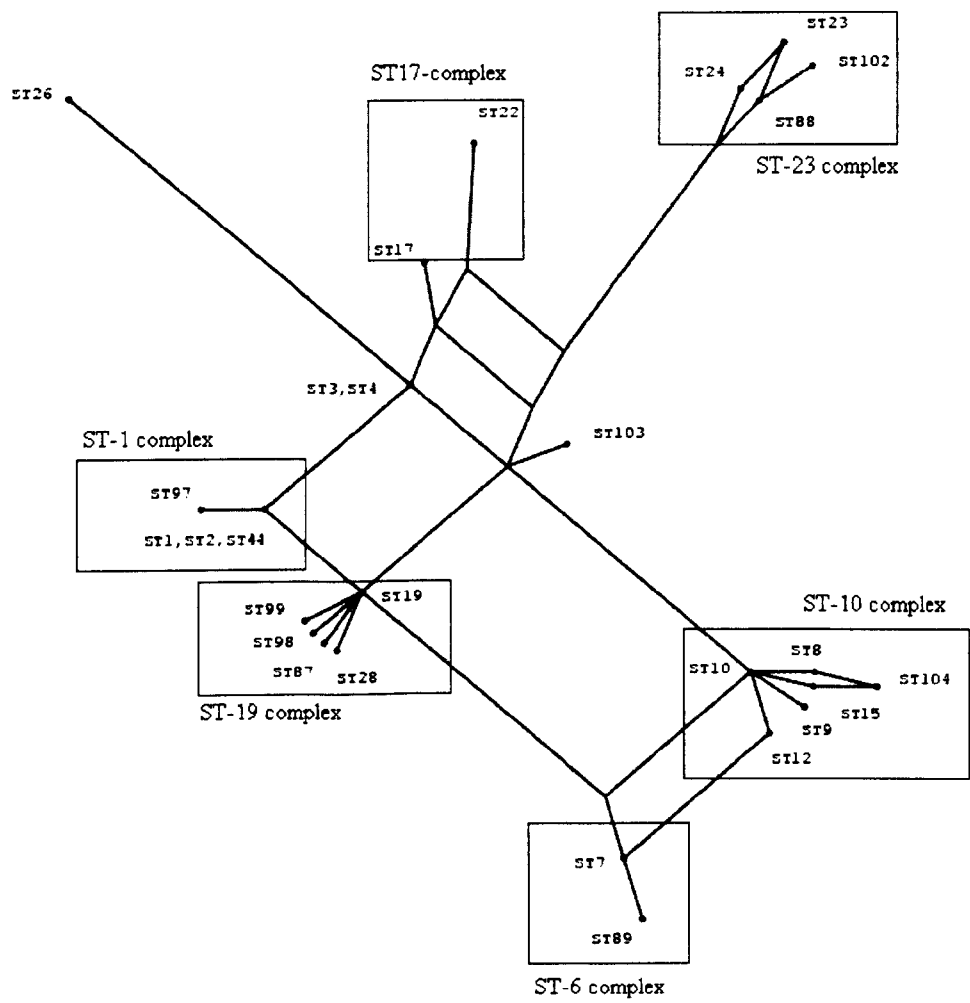 ST23
ST102
ST24
ST17-complex
ST26
ST22
ST88
ST-23 complex
ST17
ST3,ST4
ST103
ST-1 complex
ST97
ST1,ST2,ST44
ST19
ST99
ST98
ST87
ST28
ST-19 complex
ST-10 complex
ST8
ST10
ST104
ST15
ST9
ST12
ST7
ST89
ST-6 complex